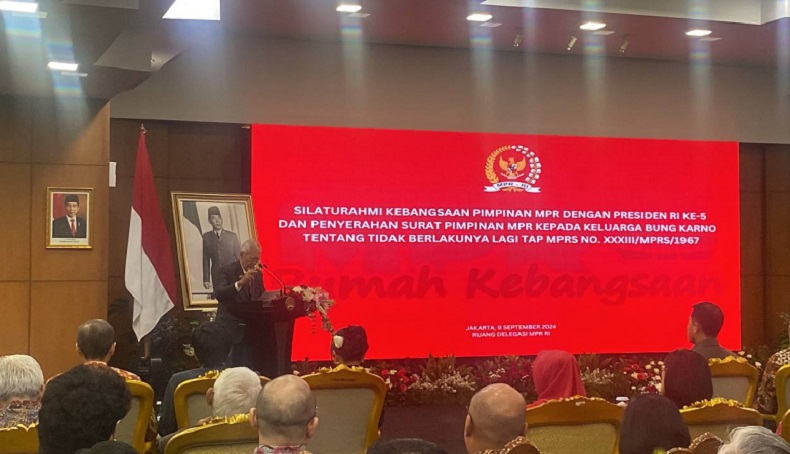 MPR - RI
SILATURAHMI KEBANGSAAN PIMPINAN MPR DENGAN PRESIDEN RI KE-5
DAN PENYERAHAN SURAT PIMPINAN MPR KEPADA KELUARGA BUNG KARNO
TENTANG TIDAK BERLAKUNYA LAGI TAP MPRS NO. XXXIII/MPRS/1967
Rumah Kebangsaan
JAKARTA, 9 SEPTEMBER 2024
RUANG DELEGASI MPR RI